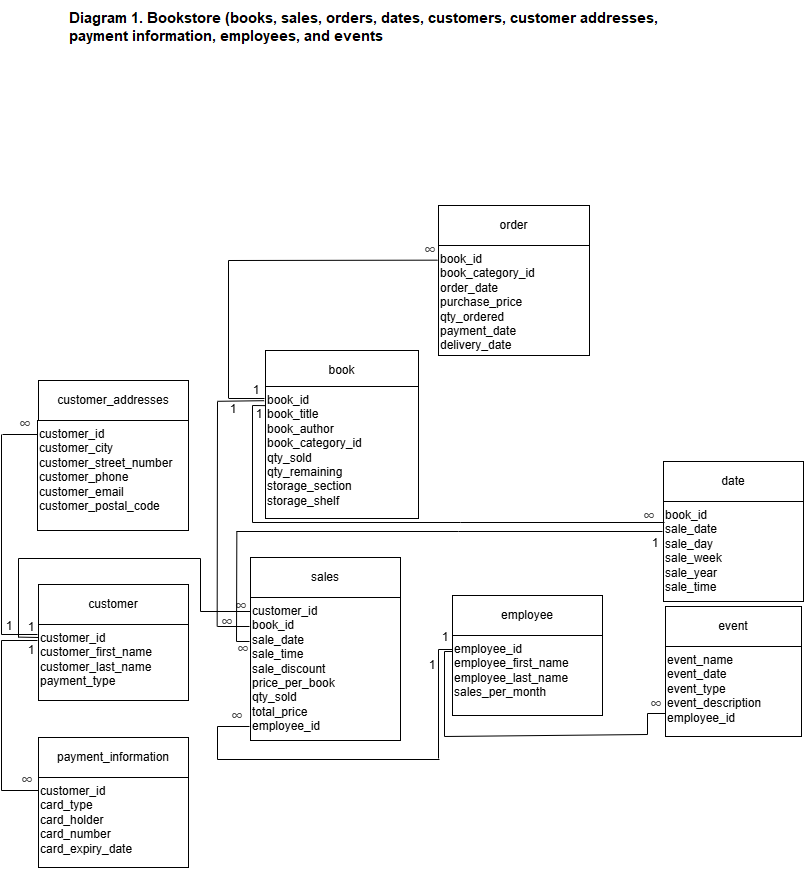 Diagram 1. Bookstore (books, sales, orders, dates, customers, customer addresses,
payment information, employees, and events
order
∞
book_id
book_category_id
order_date
purchase_price
qty_ordered
payment_date
delivery_date
book
1
1
1
book_id
book_title
book_author
book_category_id
qty_sold
qty_remaining
storage_section
storage_shelf
customer_addresses
∞
customer_id
customer_city
customer_street_number
customer_phone
customer_email
customer_postal_code
date
∞
1
book_id
sale_date
sale_day
sale_week
sale_year
sale_time
sales
∞
∞
∞
∞
customer_id
book_id
sale_date
sale_time
sale_discount
price_per_book
qty_sold
total_price
employee_id
customer
1
1
1
customer_id
customer_first_name
customer_last_name
payment_type
employee
1
1
employee_id
employee_first_name
employee_last_name
sales_per_month
event
∞
event_name
event_date
event_type
event_description
employee_id
payment_information
∞
customer_id
card_type
card_holder
card_number
card_expiry_date